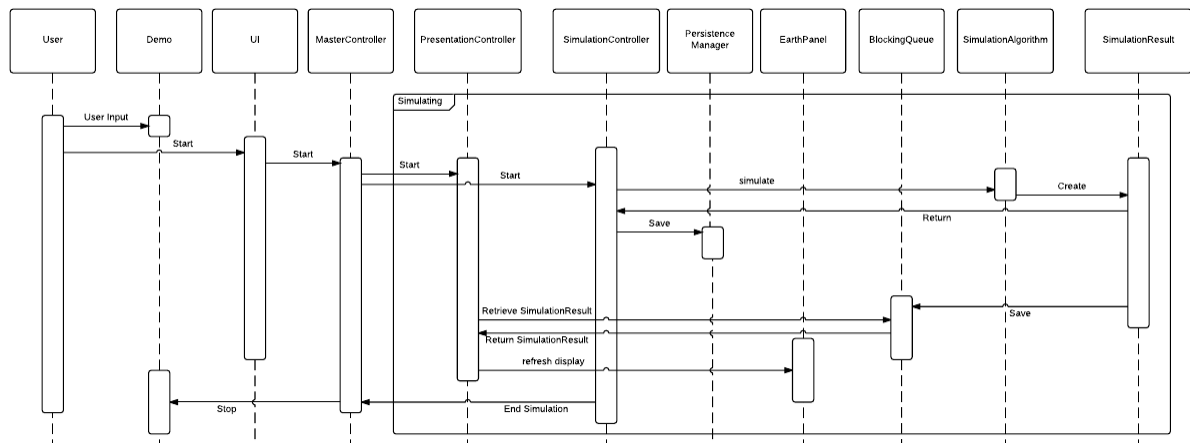 User
Demo
UI
MasterController
PresentationController
SimulationController
Persistence
Manager
EarthPanel
BlockingQueue
SimulationAlgorithm
SimulationResult
Simulating
User Input
Start
Start
Start
Start
simulate
Create
Return
Save
Save
Retrieve SimulationResult
Return SimulationResult
refresh display
End Simulation
Stop